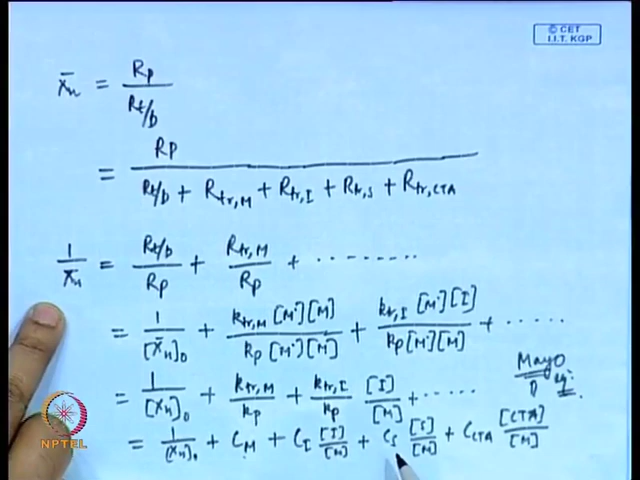 © CET
I.I.T. KGP
X̄n = Rp / Rt/b
= Rp / (Rt/b + Rtr,M + Rtr,I + Rtr,S + Rtr,CTA)
1/X̄n = (Rt/b)/Rp + Rtr,M/Rp + ........
= 1/[X̄n]0 + ktr,M [M·][M] / kp [M·][M] + ktr,I [M·][I] / kp [M·][M] + .....
Mayo
eq.
= 1/[X̄n]0 + ktr,M/kp + ktr,I/kp [I]/[M] + .....
= 1/[X̄n]0 + CM + CI [I]/[M] + CS [S]/[M] + CCTA [CTA]/[M]
NPTEL